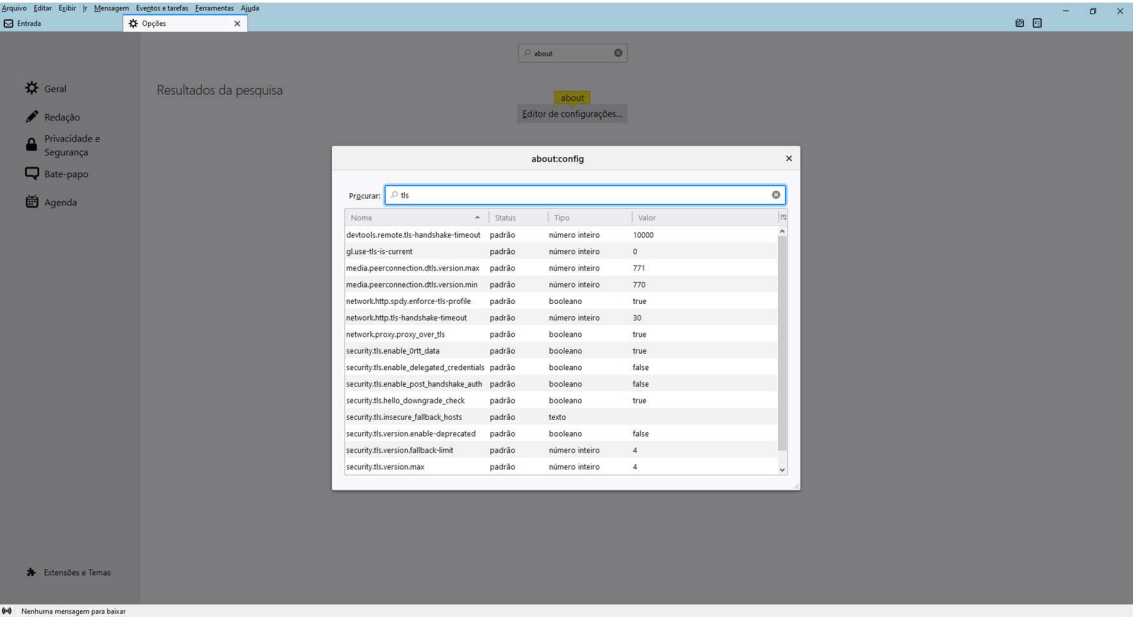 Arquivo Editar Exibir Ir Mensagem Eventos e tarefas Ferramentas Ajuda
Entrada
Opções
about
Geral
Redação
Privacidade e
Segurança
Bate-papo
Agenda
Resultados da pesquisa
about
Editor de configurações...
about:config
Procurar: tls
Nome Status Tipo Valor
devtools.remote.tls-handshake-timeout padrão número inteiro 10000
gl.use-tls-is-current padrão número inteiro 0
media.peerconnection.dtls.version.max padrão número inteiro 771
media.peerconnection.dtls.version.min padrão número inteiro 770
network.http.spdy.enforce-tls-profile padrão booleano true
network.http.tls-handshake-timeout padrão número inteiro 30
network.proxy.proxy_over_tls padrão booleano true
security.tls.enable_0rtt_data padrão booleano true
security.tls.enable_delegated_credentials padrão booleano false
security.tls.enable_post_handshake_auth padrão booleano false
security.tls.hello_downgrade_check padrão booleano true
security.tls.insecure_fallback_hosts padrão texto
security.tls.version.enable-deprecated padrão booleano false
security.tls.version.fallback-limit padrão número inteiro 4
security.tls.version.max padrão número inteiro 4
Extensões e Temas
Nenhuma mensagem para baixar